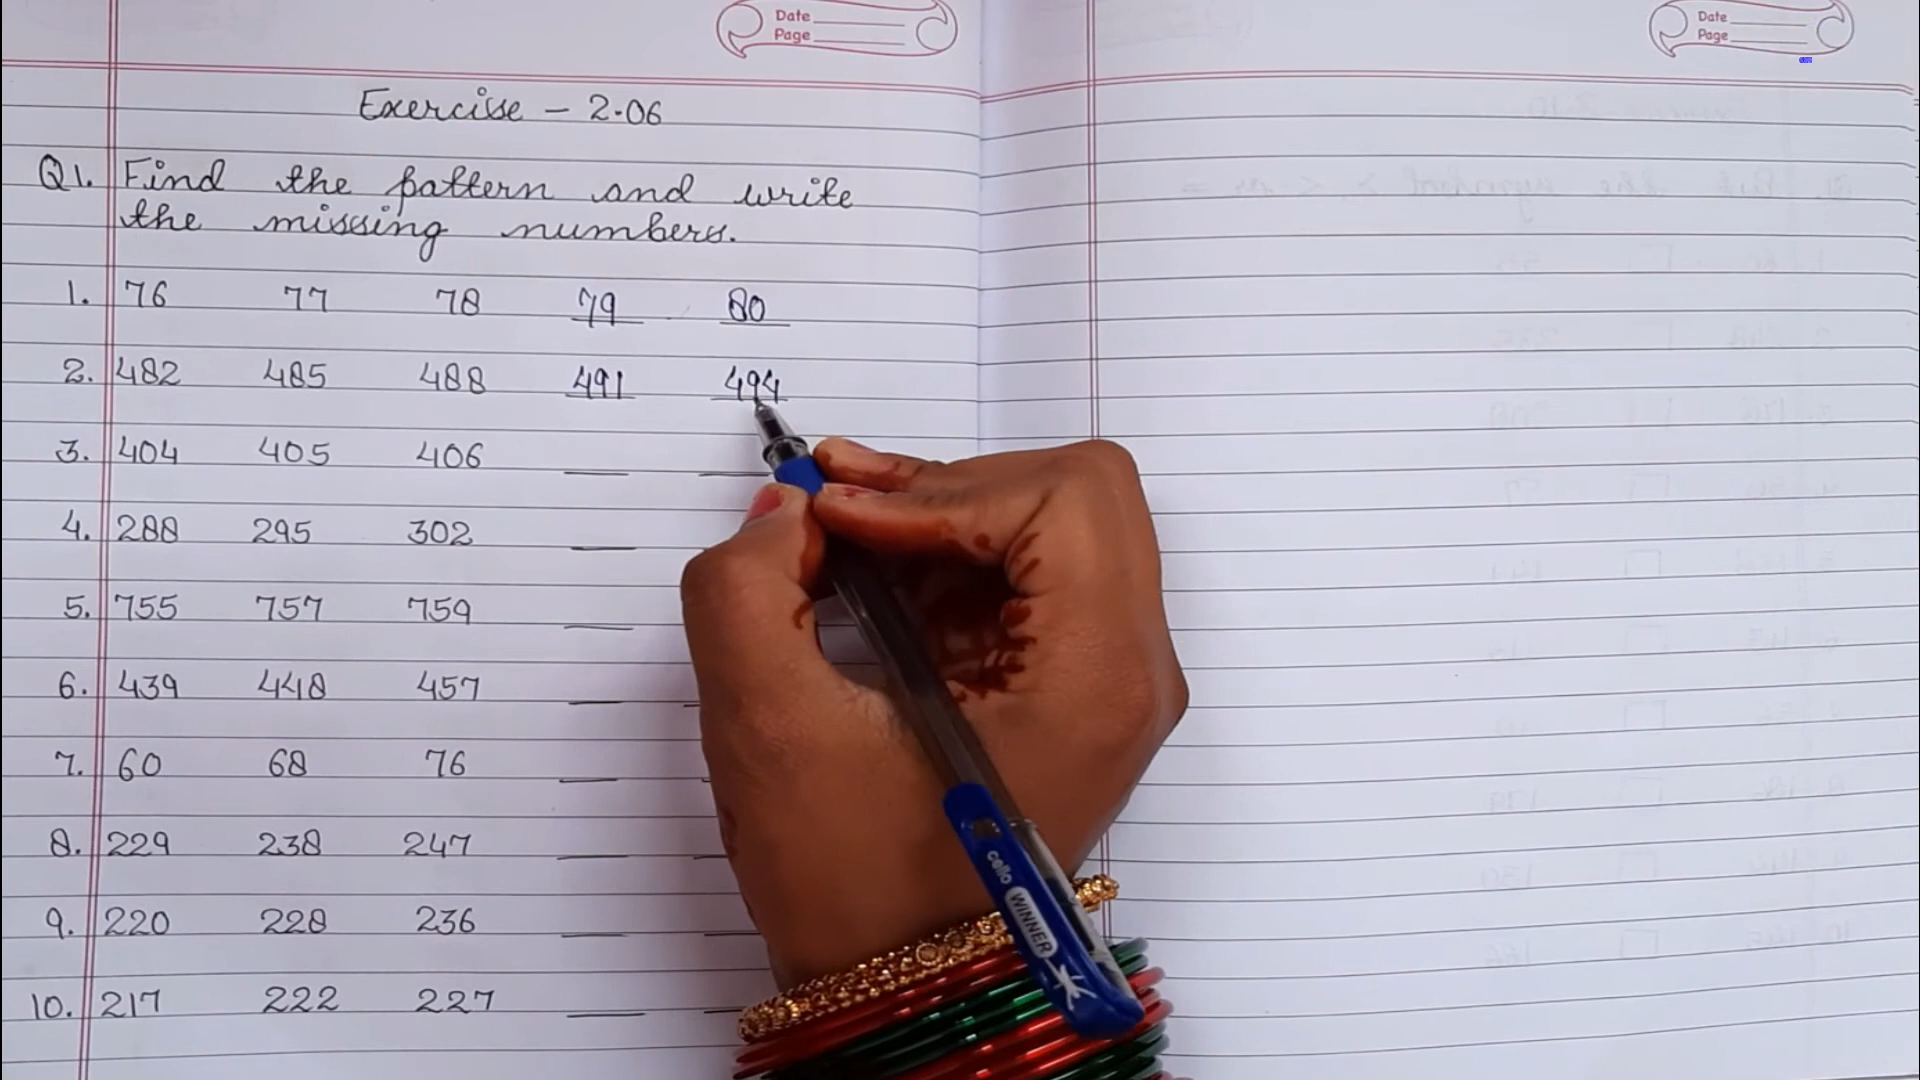 Date
Page
Date
Page
Exercise - 2.06
Q1. Find the pattern and write
the missing numbers.
1. 76 77 78 79 80
2. 482 485 488 491 494
3. 404 405 406
4. 288 295 302
5. 755 757 759
6. 439 448 457
7. 60 68 76
8. 229 238 247
9. 220 228 236
10. 217 222 227
cello
WINNER